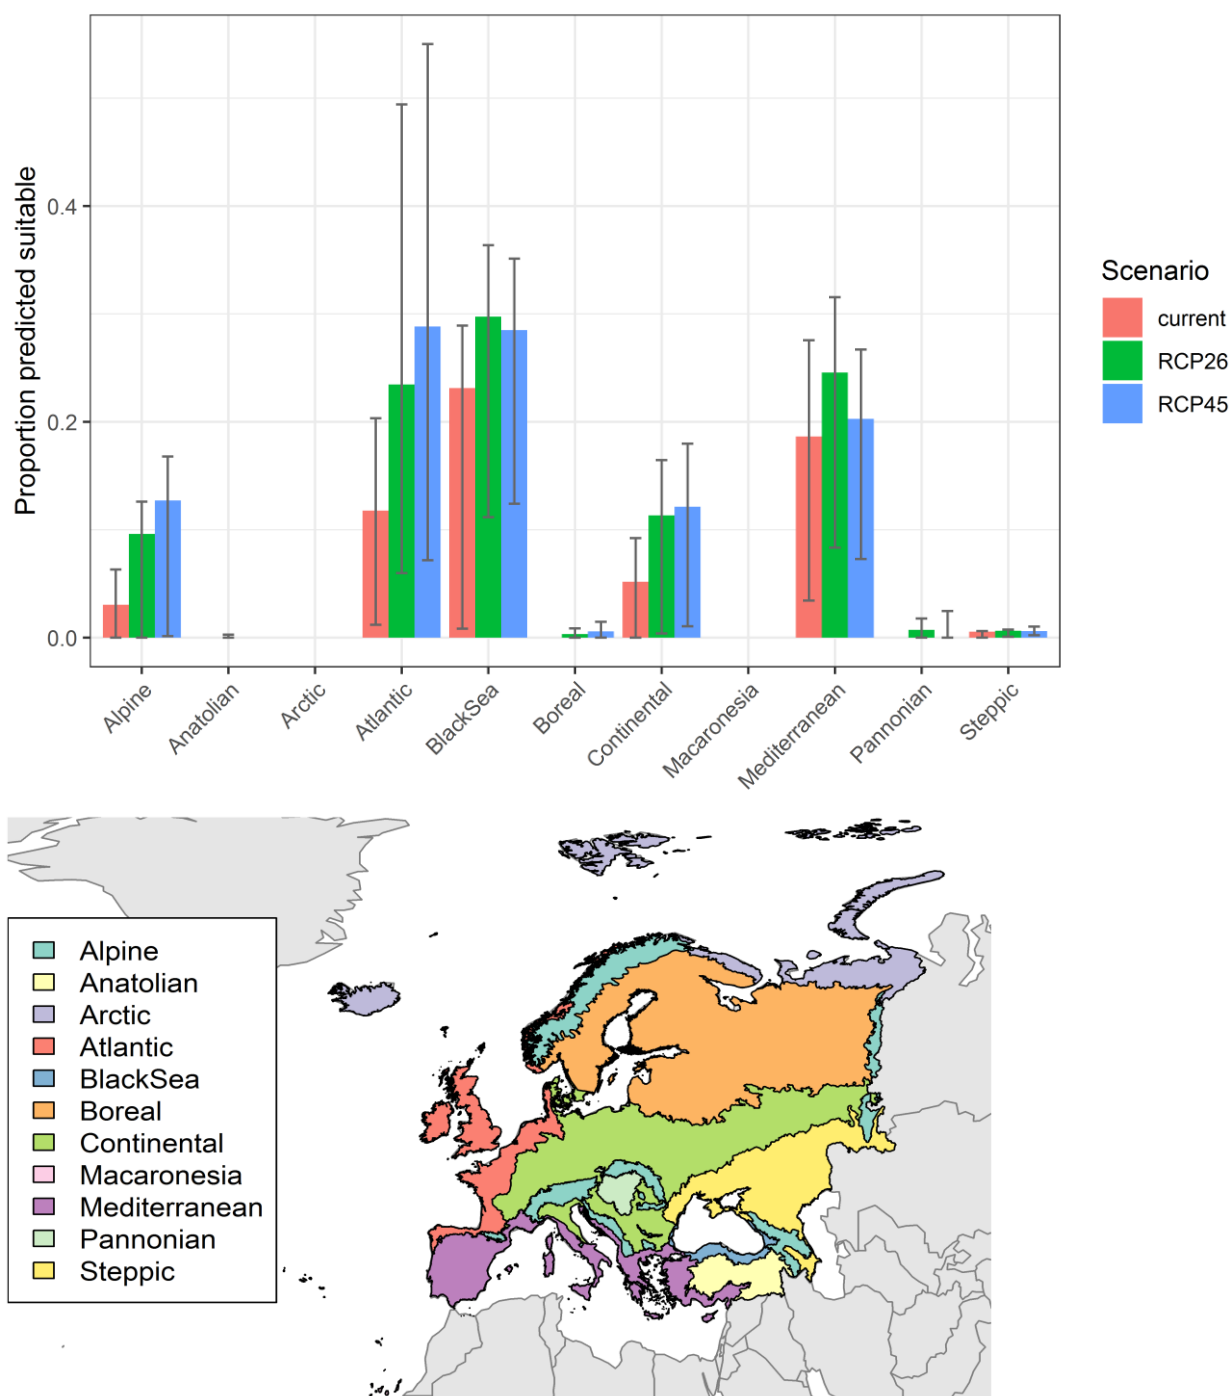 Proportion predicted suitable
0.4
0.2
0.0
Alpine
Anatolian
Arctic
Atlantic
BlackSea
Boreal
Continental
Macaronesia
Mediterranean
Pannonian
Steppic
Scenario
current
RCP26
RCP45
Alpine
Anatolian
Arctic
Atlantic
BlackSea
Boreal
Continental
Macaronesia
Mediterranean
Pannonian
Steppic